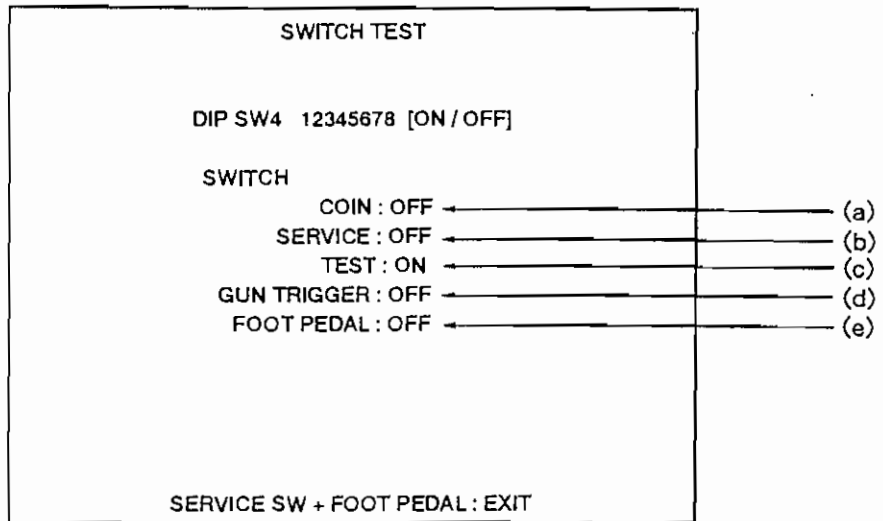 SWITCH TEST
DIP SW4 12345678 [ON / OFF]
SWITCH
COIN : OFF (a)
SERVICE : OFF (b)
TEST : ON (c)
GUN TRIGGER : OFF (d)
FOOT PEDAL : OFF (e)
SERVICE SW + FOOT PEDAL : EXIT